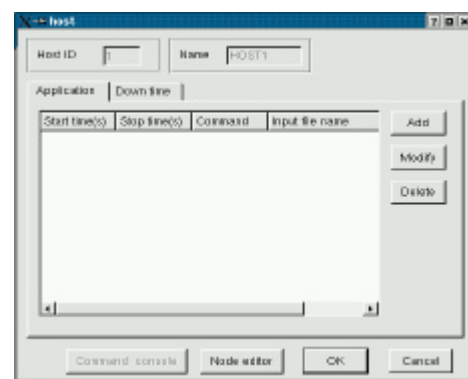 host
Host ID 1 Name HOST1
Application Down time
Start time(s) Stop time(s) Command Input file name
Add
Modify
Delete
Command console Node editor OK Cancel